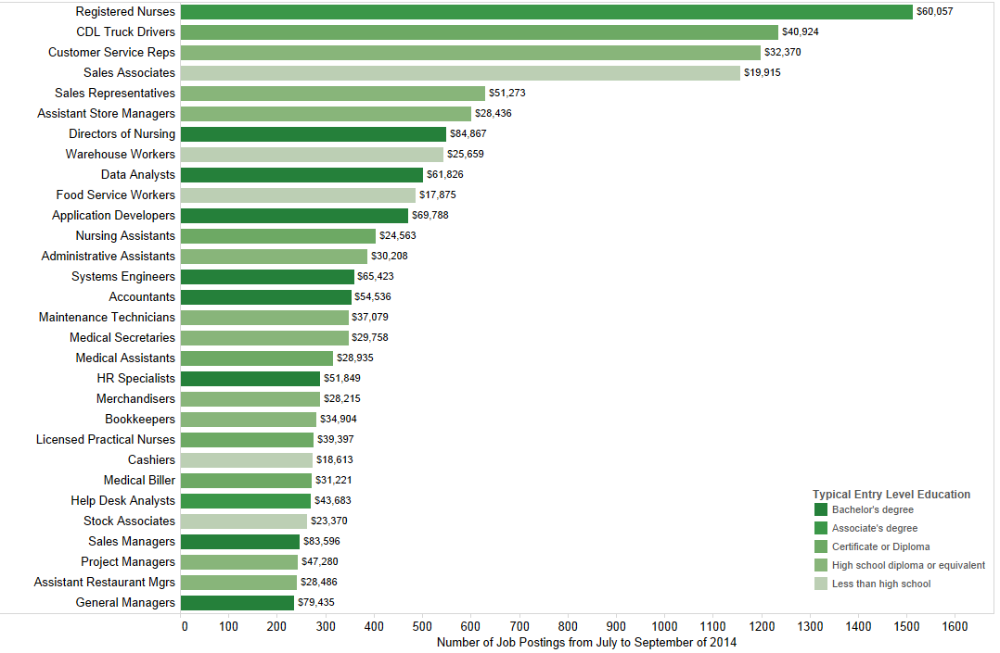 Registered Nurses $60,057
CDL Truck Drivers $40,924
Customer Service Reps $32,370
Sales Associates $19,915
Sales Representatives $51,273
Assistant Store Managers $28,436
Directors of Nursing $84,867
Warehouse Workers $25,659
Data Analysts $61,826
Food Service Workers $17,875
Application Developers $69,788
Nursing Assistants $24,563
Administrative Assistants $30,208
Systems Engineers $65,423
Accountants $54,536
Maintenance Technicians $37,079
Medical Secretaries $29,758
Medical Assistants $28,935
HR Specialists $51,849
Merchandisers $28,215
Bookkeepers $34,904
Licensed Practical Nurses $39,397
Cashiers $18,613
Medical Biller $31,221
Help Desk Analysts $43,683
Stock Associates $23,370
Sales Managers $83,596
Project Managers $47,280
Assistant Restaurant Mgrs $28,486
General Managers $79,435
Typical Entry Level Education
Bachelor's degree
Associate's degree
Certificate or Diploma
High school diploma or equivalent
Less than high school
0 100 200 300 400 500 600 700 800 900 1000 1100 1200 1300 1400 1500 1600
Number of Job Postings from July to September of 2014